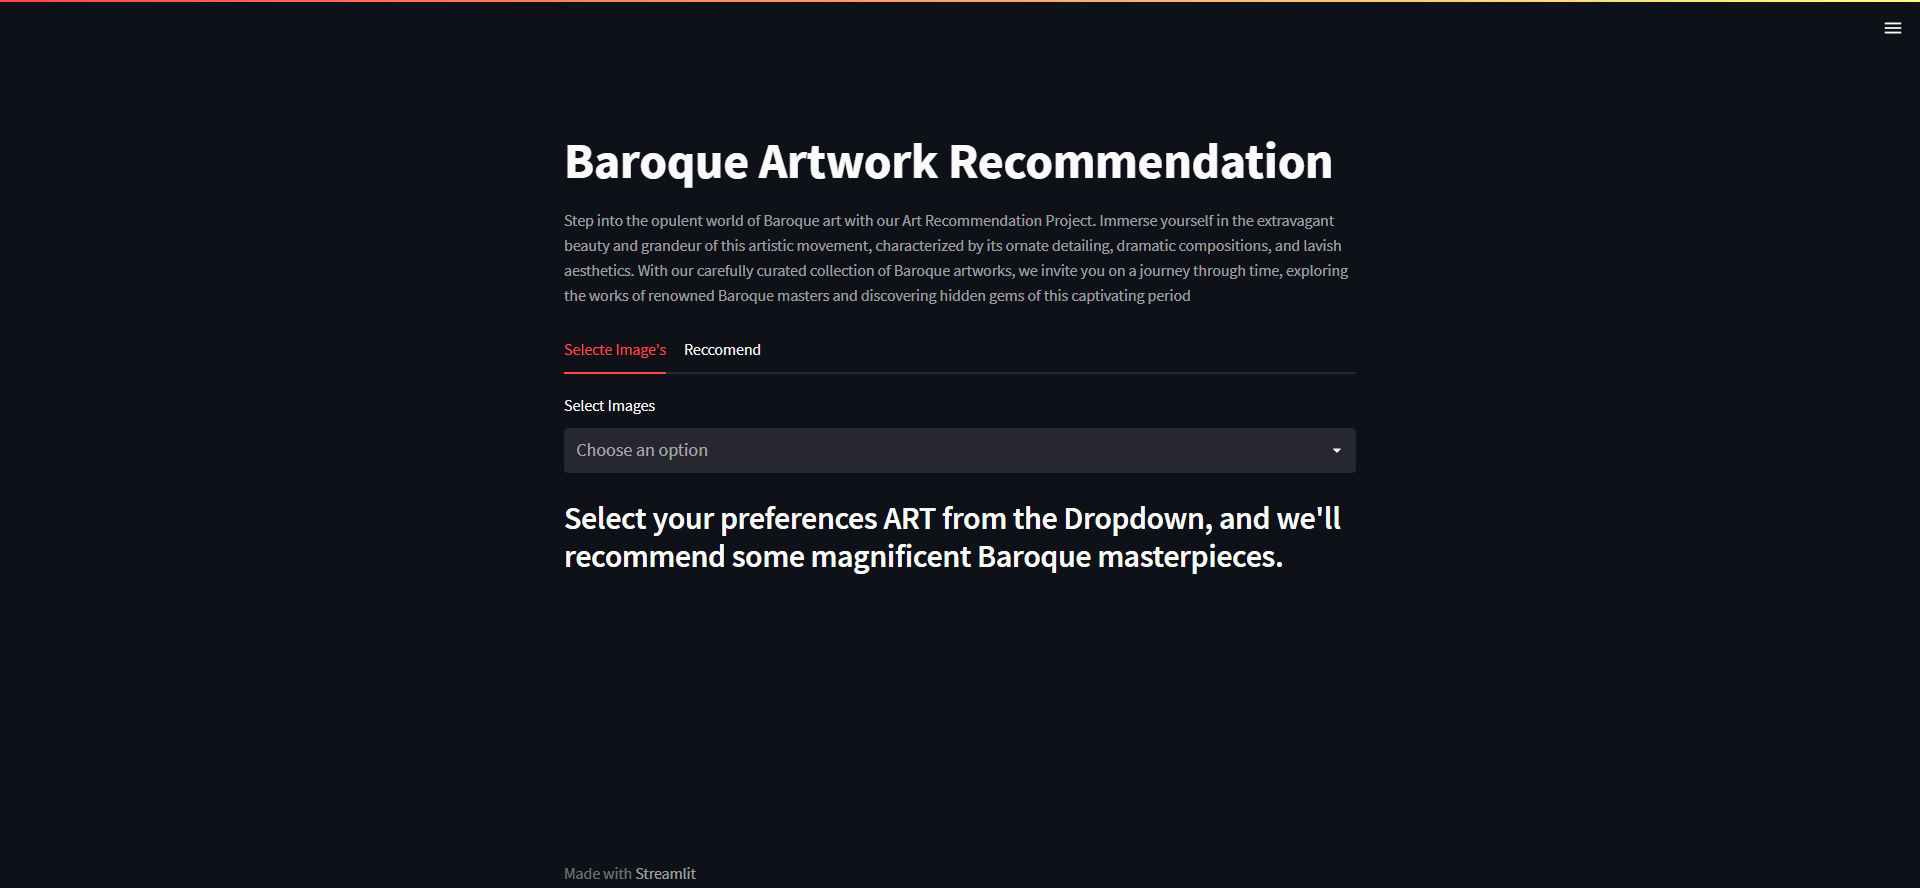 Baroque Artwork Recommendation
Step into the opulent world of Baroque art with our Art Recommendation Project. Immerse yourself in the extravagant
beauty and grandeur of this artistic movement, characterized by its ornate detailing, dramatic compositions, and lavish
aesthetics. With our carefully curated collection of Baroque artworks, we invite you on a journey through time, exploring
the works of renowned Baroque masters and discovering hidden gems of this captivating period
Selecte Image's Reccomend
Select Images
Choose an option
Select your preferences ART from the Dropdown, and we'll
recommend some magnificent Baroque masterpieces.
Made with Streamlit